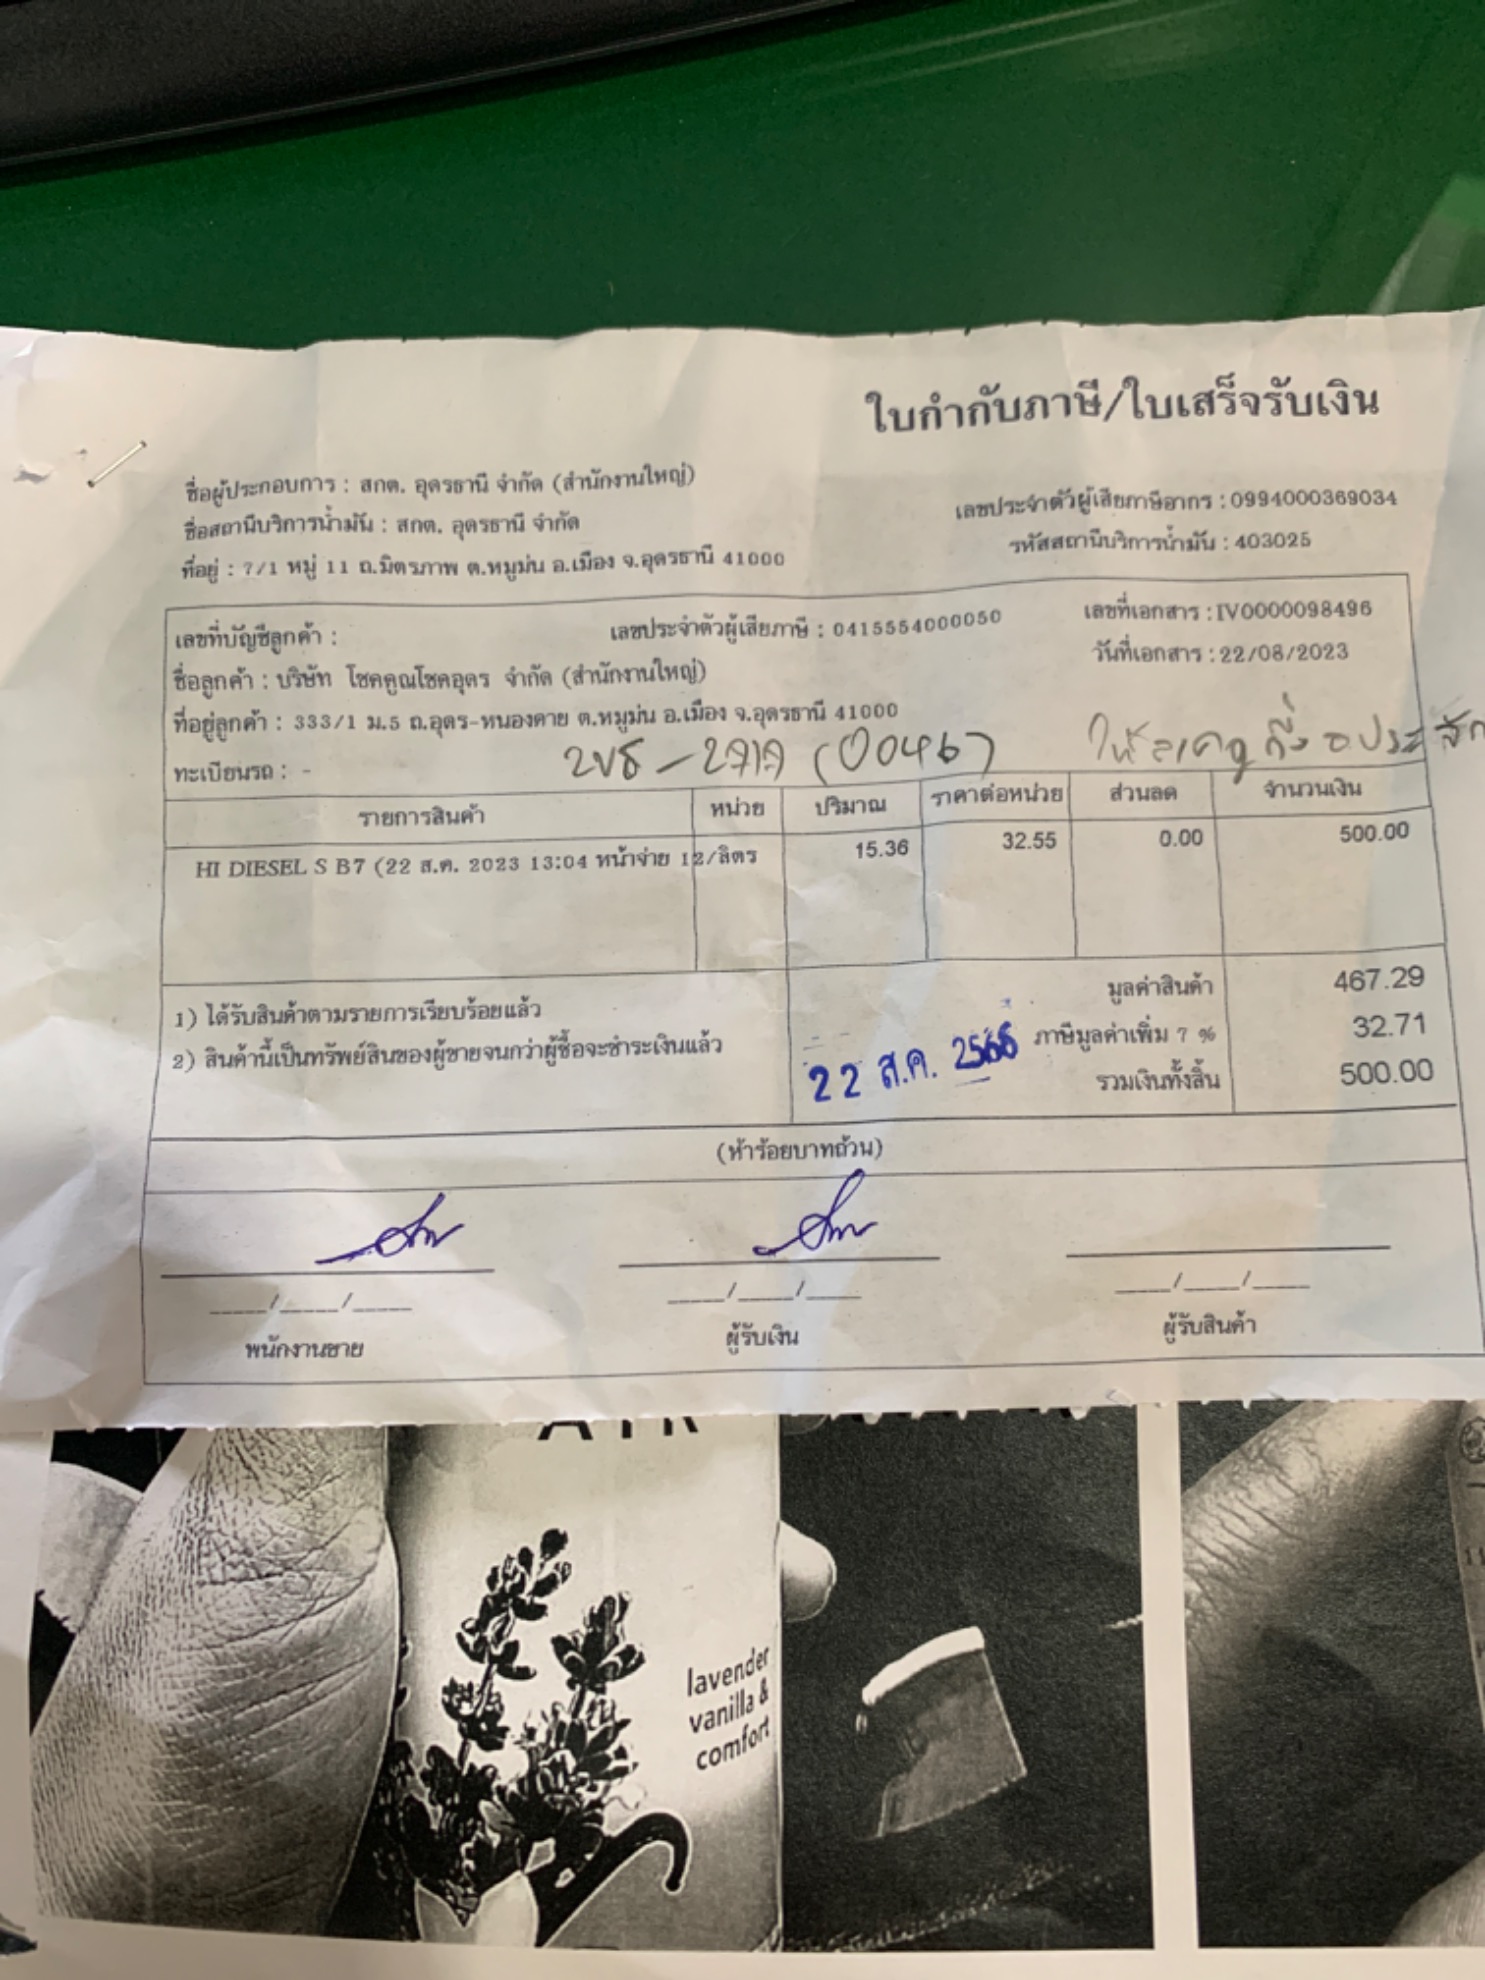 ใบกำกับภาษี/ใบเสร็จรับเงิน
ชื่อผู้ประกอบการ : สกต. อุดรธานี จำกัด (สำนักงานใหญ่)
เลขประจำตัวผู้เสียภาษีอากร : 0994000369034
ชื่อสถานีบริการน้ำมัน : สกต. อุดรธานี จำกัด
รหัสสถานีบริการน้ำมัน : 403025
ที่อยู่ : 7/1 หมู่ 11 ถ.มิตรภาพ ต.หมูม่น อ.เมือง จ.อุดรธานี 41000
เลขที่บัญชีลูกค้า : เลขประจำตัวผู้เสียภาษี : 0415554000050 เลขที่เอกสาร : IV0000098496
ชื่อลูกค้า : บริษัท โชคคูณโชคอุดร จำกัด (สำนักงานใหญ่) วันที่เอกสาร : 22/08/2023
ที่อยู่ลูกค้า : 333/1 ม.5 ถ.อุดร-หนองคาย ต.หมูม่น อ.เมือง จ.อุดรธานี 41000
ทะเบียนรถ : - (0046)
รายการสินค้า หน่วย ปริมาณ ราคาต่อหน่วย ส่วนลด จำนวนเงิน
HI DIESEL S B7 (22 ส.ค. 2023 13:04 หน้าจ่าย 12/ลิตร 15.36 32.55 0.00 500.00
1) ได้รับสินค้าตามรายการเรียบร้อยแล้ว มูลค่าสินค้า 467.29
2) สินค้านี้เป็นทรัพย์สินของผู้ขายจนกว่าผู้ซื้อจะชำระเงินแล้ว ภาษีมูลค่าเพิ่ม 7 % 32.71
22 ส.ค. 2566 รวมเงินทั้งสิ้น 500.00
(ห้าร้อยบาทถ้วน)
____/____/____ ____/____/____ ____/____/____
พนักงานขาย ผู้รับเงิน ผู้รับสินค้า
lavender
vanilla &
comfort